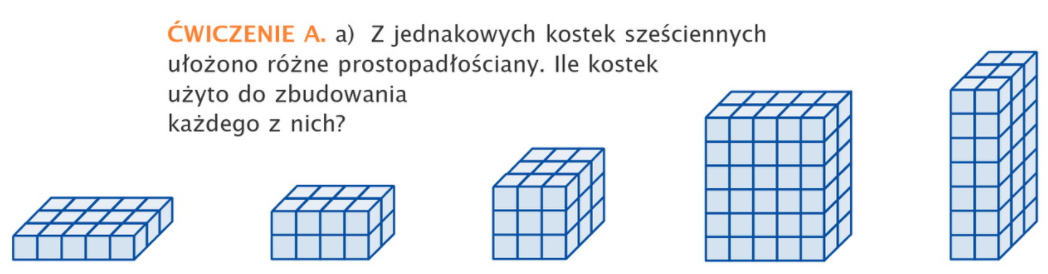 ĆWICZENIE A. a) Z jednakowych kostek sześciennych
ułożono różne prostopadłościany. Ile kostek
użyto do zbudowania
każdego z nich?